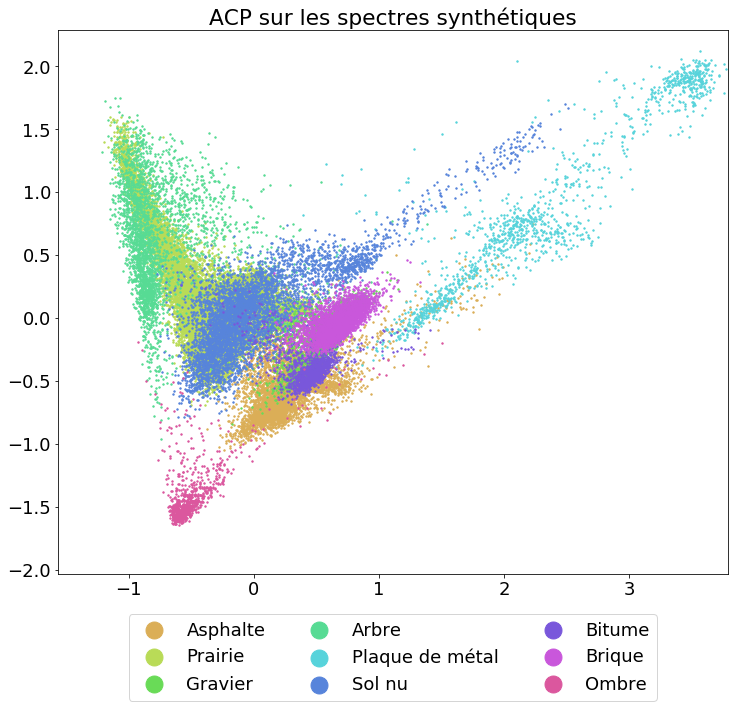 ACP sur les spectres synthétiques
2.0
1.5
1.0
0.5
0.0
−0.5
−1.0
−1.5
−2.0
−1 0 1 2 3
Asphalte Arbre Bitume
Prairie Plaque de métal Brique
Gravier Sol nu Ombre